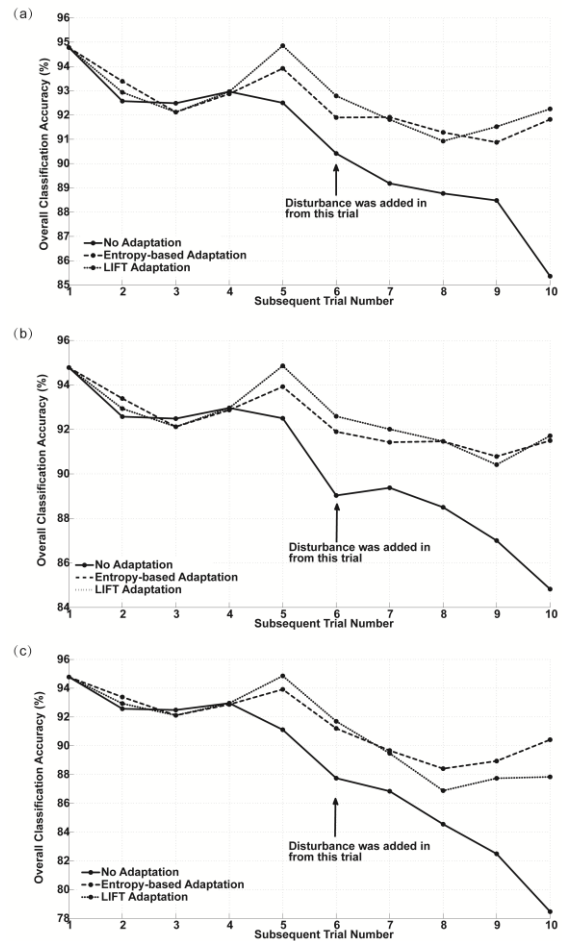 (a)
Overall Classification Accuracy (%)
96
95
94
93
92
91
90
89
88
87
86
85
Disturbance was added in
from this trial
No Adaptation
Entropy-based Adaptation
LIFT Adaptation
1 2 3 4 5 6 7 8 9 10
Subsequent Trial Number
(b)
Overall Classification Accuracy (%)
96
94
92
90
88
86
84
Disturbance was added in
from this trial
No Adaptation
Entropy-based Adaptation
LIFT Adaptation
1 2 3 4 5 6 7 8 9 10
Subsequent Trial Number
(c)
Overall Classification Accuracy (%)
96
94
92
90
88
86
84
82
80
78
Disturbance was added in
from this trial
No Adaptation
Entropy-based Adaptation
LIFT Adaptation
1 2 3 4 5 6 7 8 9 10
Subsequent Trial Number